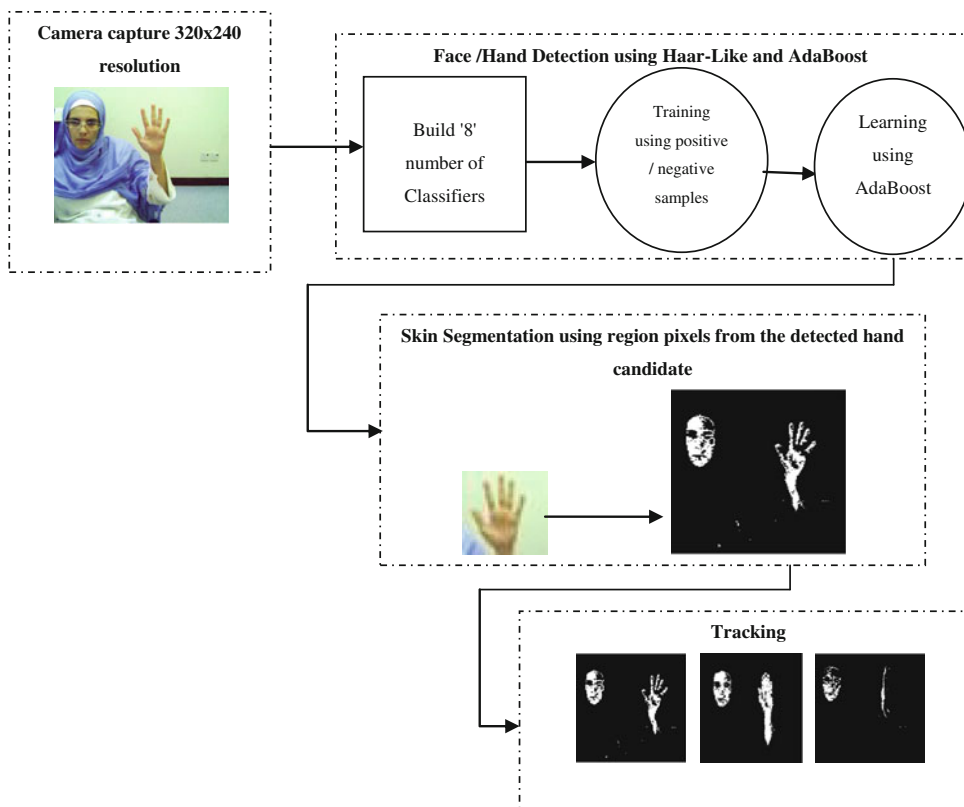 Camera capture 320x240
resolution
Face /Hand Detection using Haar-Like and AdaBoost
Build '8'
number of
Classifiers
Training
using positive
/ negative
samples
Learning
using
AdaBoost
Skin Segmentation using region pixels from the detected hand
candidate
Tracking